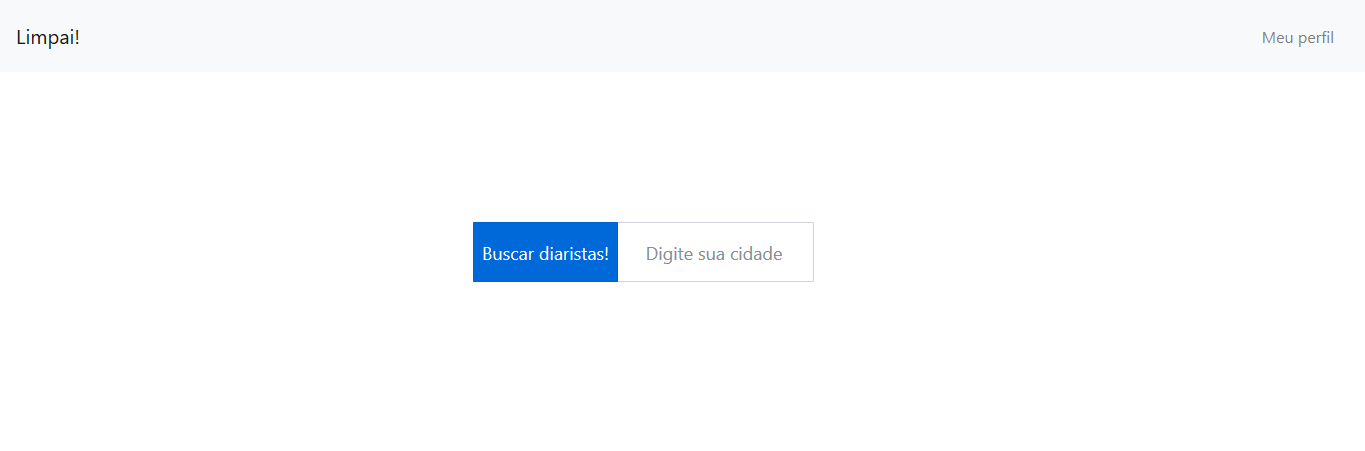 Limpai!
Meu perfil
Buscar diaristas!
Digite sua cidade